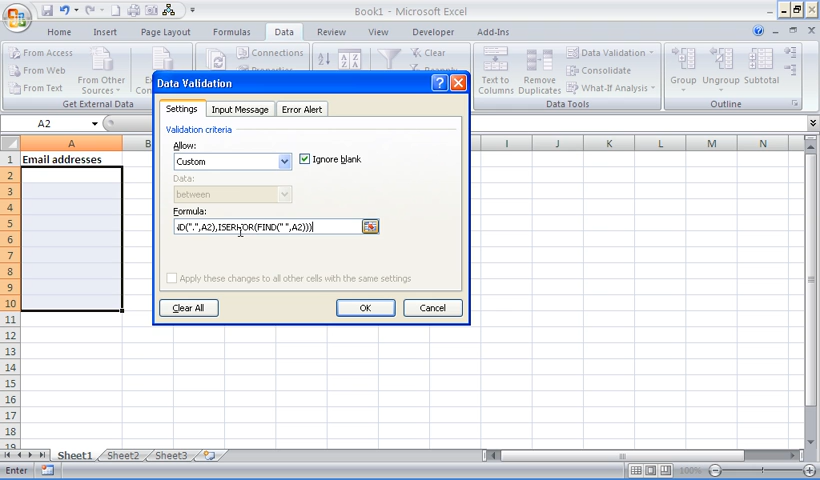 Book1 - Microsoft Excel
Home Insert Page Layout Formulas Data Review View Developer Add-Ins
From Access
From Web
From Text
From Other Sources
Get External Data
Connections
Clear
Reapply
Text to Columns
Remove Duplicates
Data Validation
Consolidate
What-If Analysis
Data Tools
Group
Ungroup
Subtotal
Outline
A2
A B I J K L M N
1 Email addresses
2
3
4
5
6
7
8
9
10
11
12
13
14
15
16
17
18
19
Data Validation
Settings Input Message Error Alert
Validation criteria
Allow:
Custom
Ignore blank
Data:
between
Formula:
ND(".",A2),ISERROR(FIND(" ",A2)))
Apply these changes to all other cells with the same settings
Clear All OK Cancel
Sheet1 Sheet2 Sheet3
Enter 100%